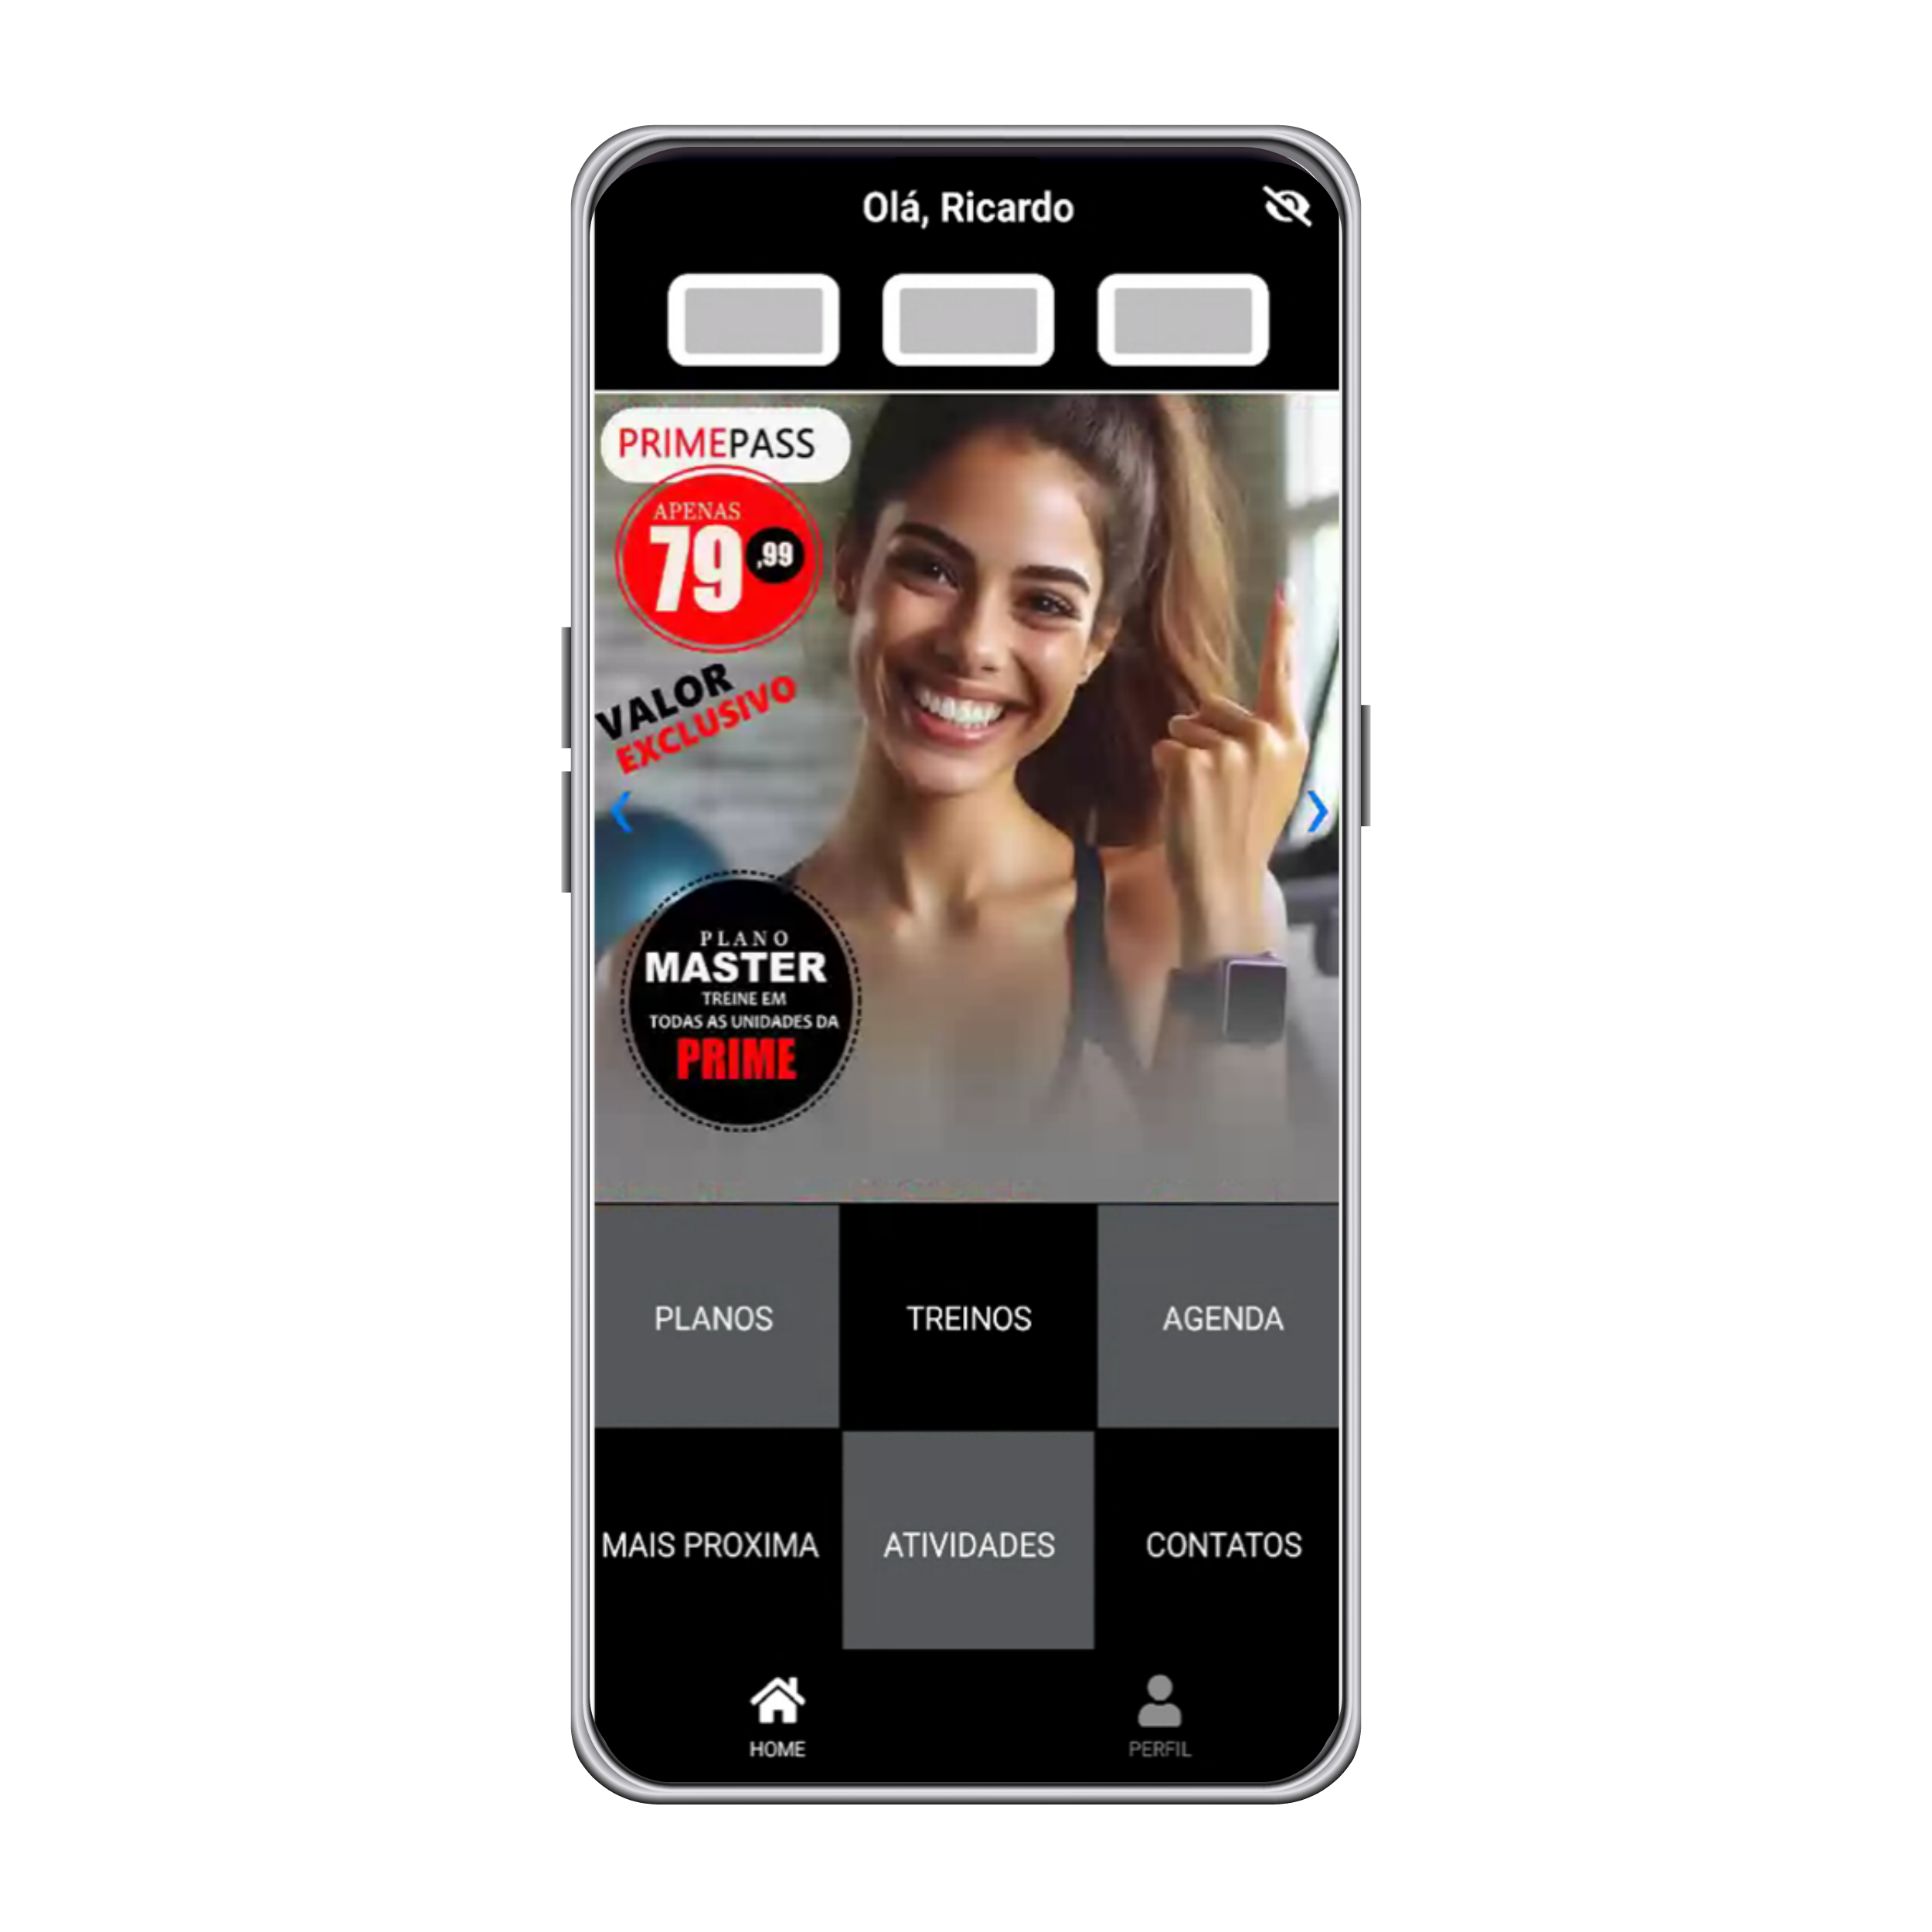 Olá, Ricardo
PRIMEPASS
APENAS
79,99
VALOR
EXCLUSIVO
PLANO
MASTER
TREINE EM
TODAS AS UNIDADES DA
PRIME
PLANOS
TREINOS
AGENDA
MAIS PROXIMA
ATIVIDADES
CONTATOS
HOME
PERFIL